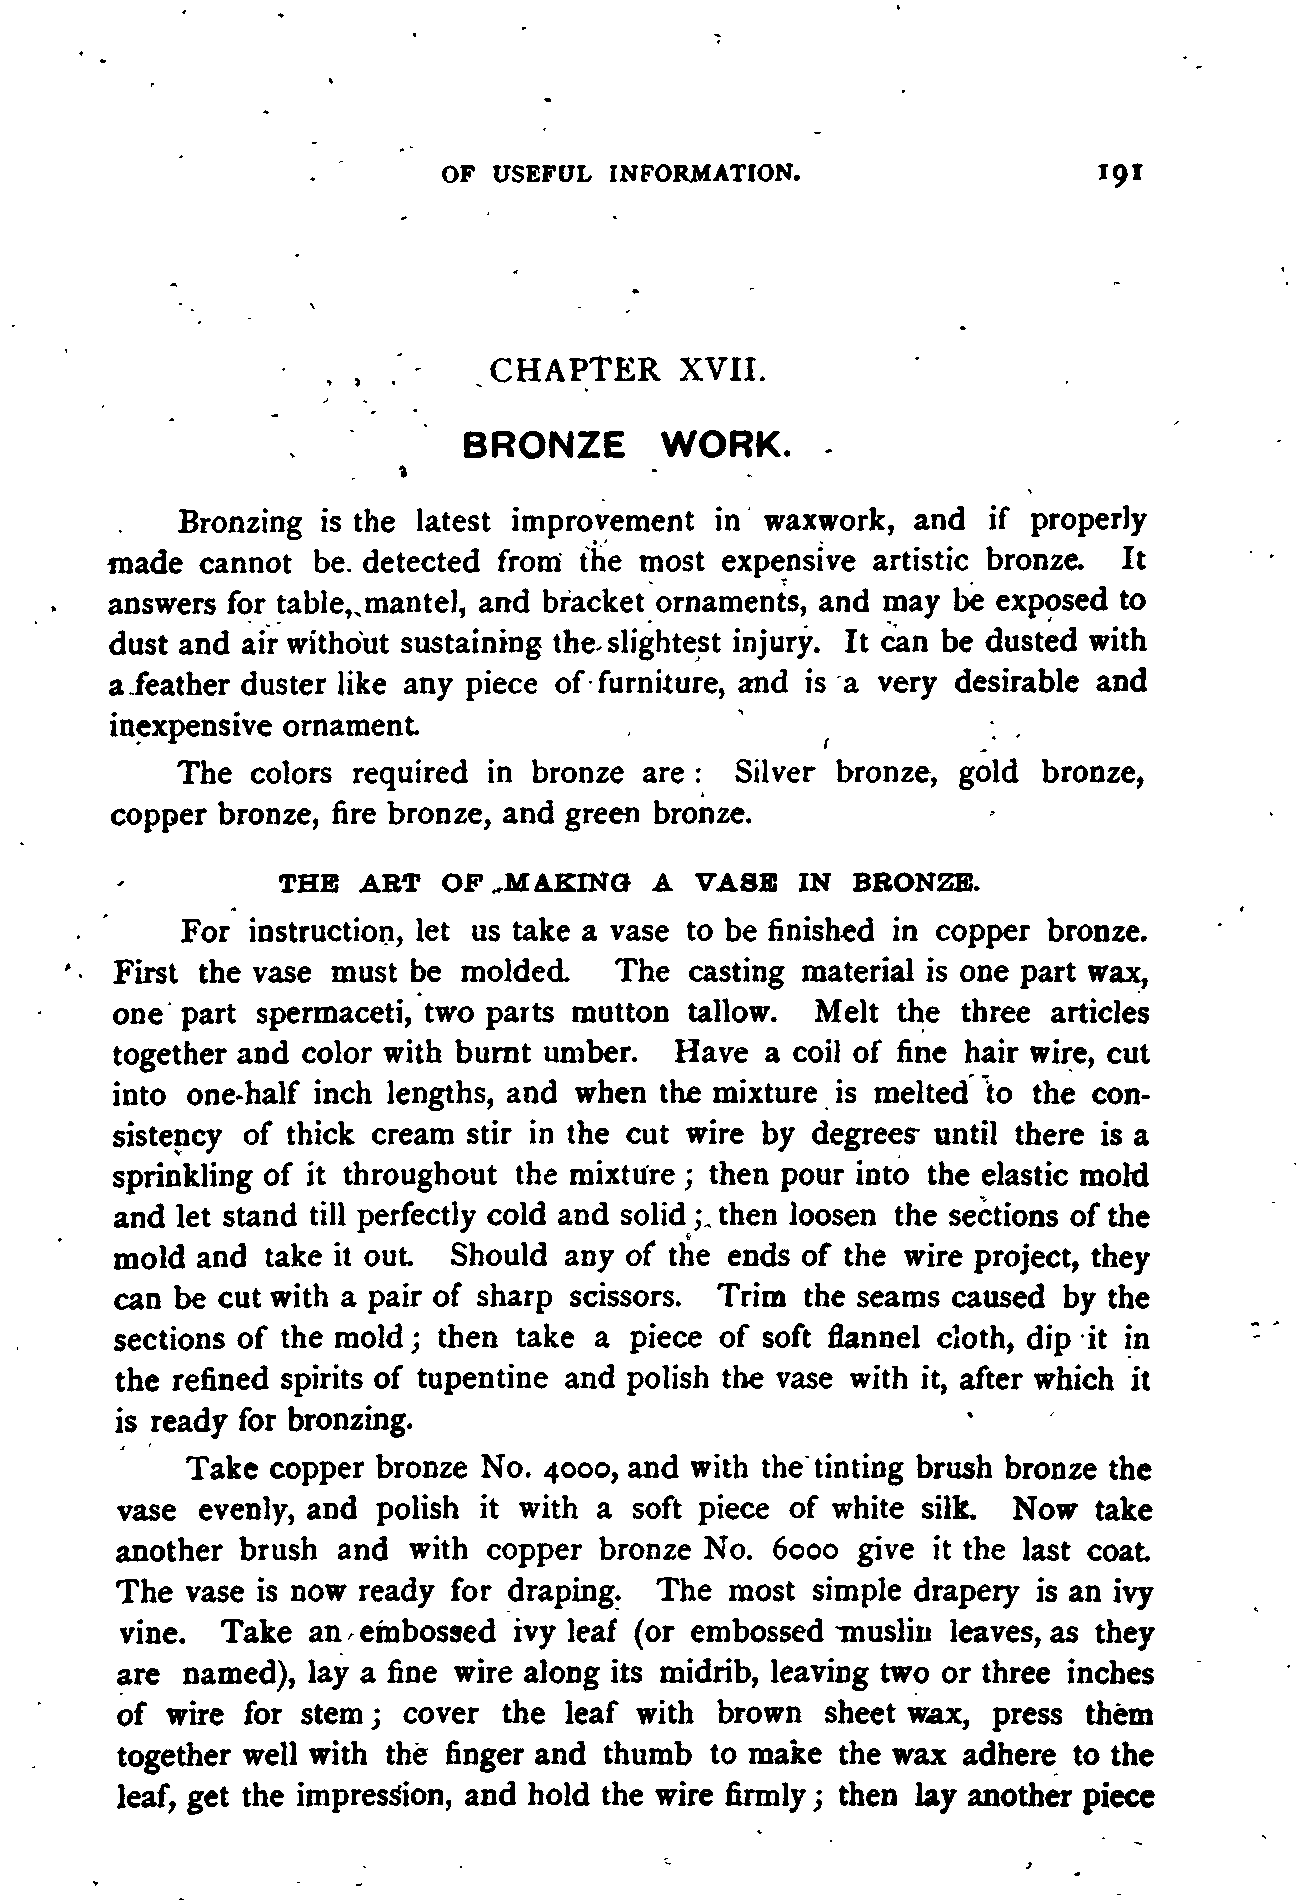 OF USEFUL INFORMATION. 191
CHAPTER XVII.
BRONZE WORK.
Bronzing is the latest improvement in waxwork, and if properly
made cannot be detected from the most expensive artistic bronze. It
answers for table, mantel, and bracket ornaments, and may be exposed to
dust and air without sustaining the slightest injury. It can be dusted with
a feather duster like any piece of furniture, and is a very desirable and
inexpensive ornament.
The colors required in bronze are : Silver bronze, gold bronze,
copper bronze, fire bronze, and green bronze.
THE ART OF MAKING A VASE IN BRONZE.
For instruction, let us take a vase to be finished in copper bronze.
First the vase must be molded. The casting material is one part wax,
one part spermaceti, two parts mutton tallow. Melt the three articles
together and color with burnt umber. Have a coil of fine hair wire, cut
into one-half inch lengths, and when the mixture is melted to the con-
sistency of thick cream stir in the cut wire by degrees until there is a
sprinkling of it throughout the mixture ; then pour into the elastic mold
and let stand till perfectly cold and solid ; then loosen the sections of the
mold and take it out. Should any of the ends of the wire project, they
can be cut with a pair of sharp scissors. Trim the seams caused by the
sections of the mold ; then take a piece of soft flannel cloth, dip it in
the refined spirits of tupentine and polish the vase with it, after which it
is ready for bronzing.
Take copper bronze No. 4000, and with the tinting brush bronze the
vase evenly, and polish it with a soft piece of white silk. Now take
another brush and with copper bronze No. 6000 give it the last coat.
The vase is now ready for draping. The most simple drapery is an ivy
vine. Take an embossed ivy leaf (or embossed muslin leaves, as they
are named), lay a fine wire along its midrib, leaving two or three inches
of wire for stem ; cover the leaf with brown sheet wax, press them
together well with the finger and thumb to make the wax adhere to the
leaf, get the impression, and hold the wire firmly ; then lay another piece